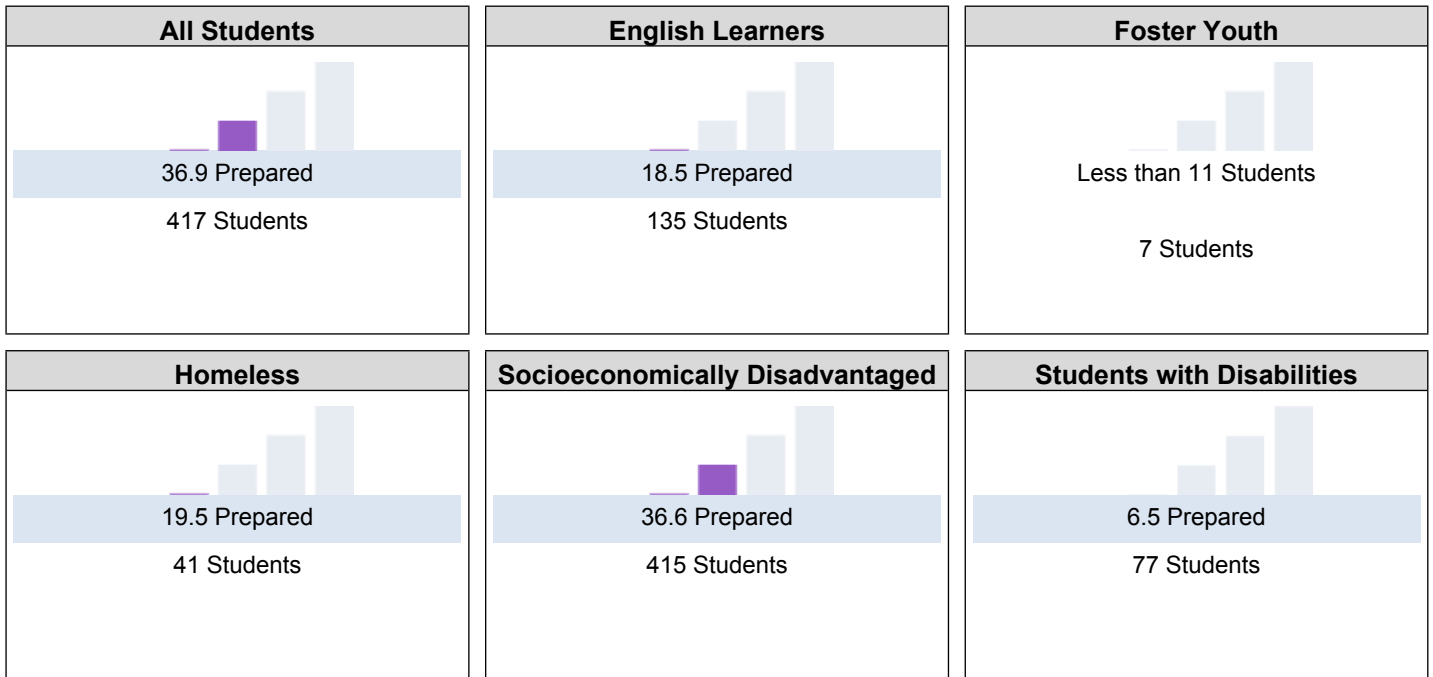 All Students
36.9 Prepared
417 Students
English Learners
18.5 Prepared
135 Students
Foster Youth
Less than 11 Students
7 Students
Homeless
19.5 Prepared
41 Students
Socioeconomically Disadvantaged
36.6 Prepared
415 Students
Students with Disabilities
6.5 Prepared
77 Students